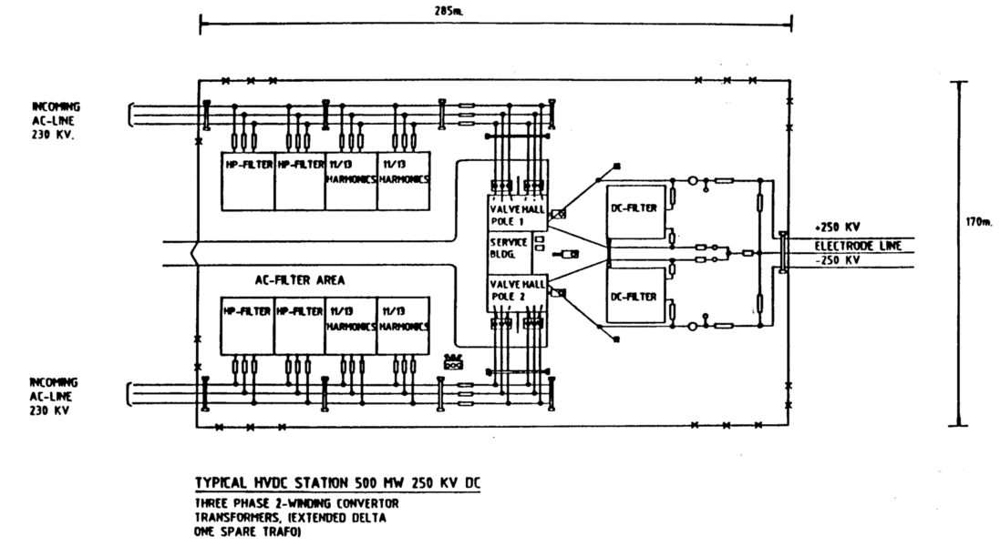 285m.
INCOMING
AC-LINE
230 KV.
HP-FILTER
HP-FILTER
11/13
HARMONICS
11/13
HARMONICS
VALVE HALL
POLE 1
SERVICE
BLDG.
VALVE HALL
POLE 2
DC-FILTER
DC-FILTER
+250 KV
ELECTRODE LINE
-250 KV
170m.
AC-FILTER AREA
HP-FILTER
HP-FILTER
11/13
HARMONICS
11/13
HARMONICS
INCOMING
AC-LINE
230 KV
TYPICAL HVDC STATION 500 MW 250 KV DC
THREE PHASE 2-WINDING CONVERTOR
TRANSFORMERS, (EXTENDED DELTA
ONE SPARE TRAFO)